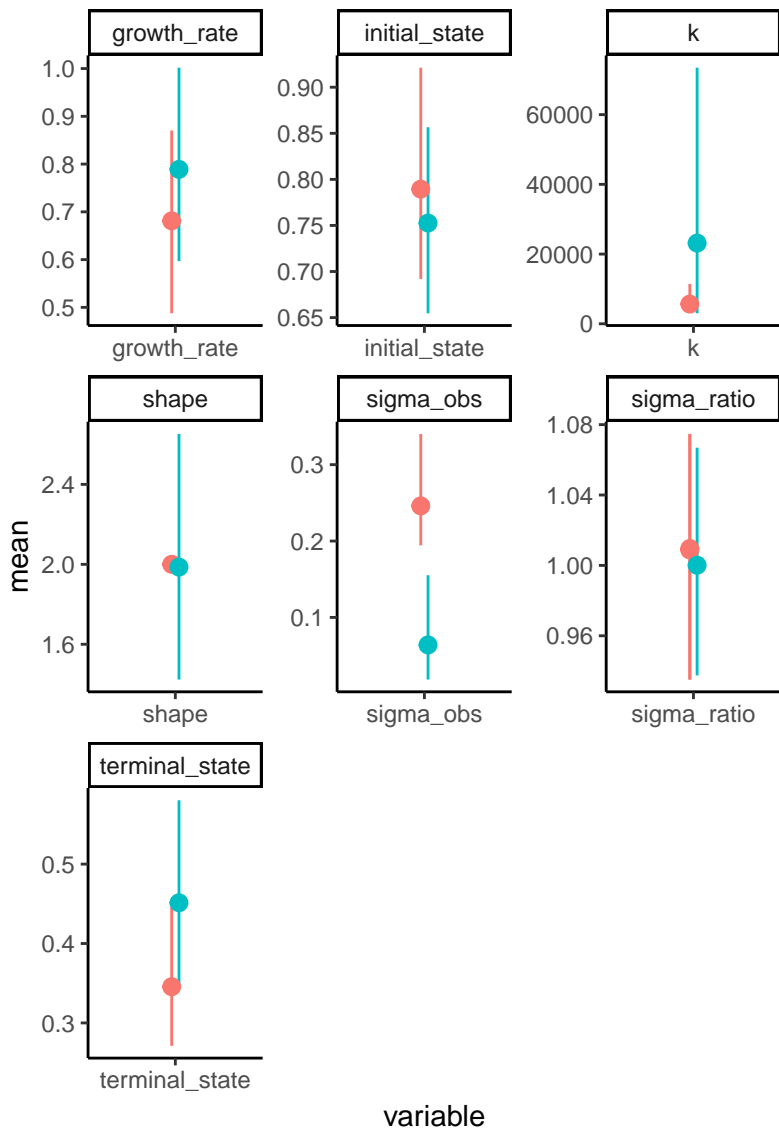 growth_rate
initial_state
k
1.0
0.9
0.8
0.7
0.6
0.5
0.90
0.85
0.80
0.75
0.70
0.65
60000
40000
20000
0
growth_rate
initial_state
k
shape
sigma_obs
sigma_ratio
2.4
2.0
1.6
0.3
0.2
0.1
1.08
1.04
1.00
0.96
shape
sigma_obs
sigma_ratio
mean
terminal_state
0.5
0.4
0.3
terminal_state
variable